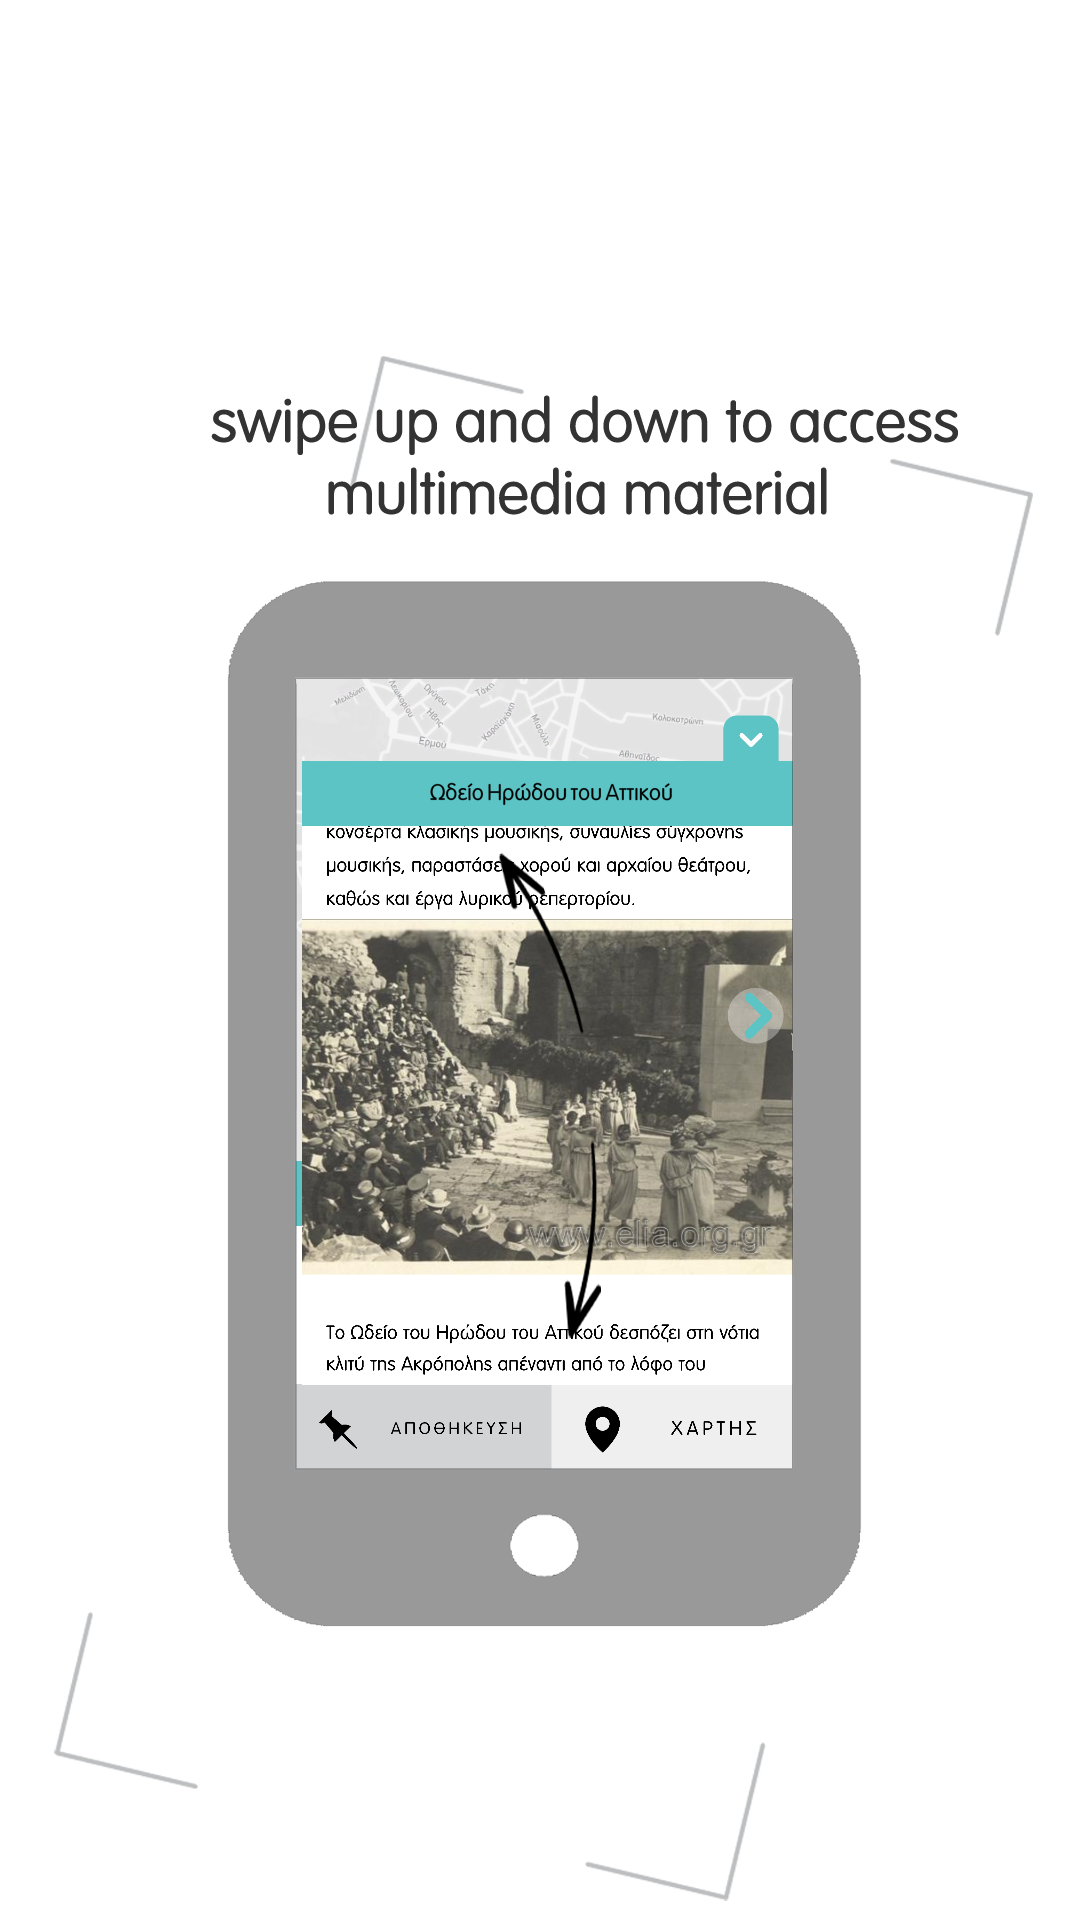 swipe up and down to access
multimedia material
Μελιδώνη
Λεωκορίου
Ωγύγου
Ήβης
Τάκη
Καραϊσκάκη
Μιαούλη
Κολοκοτρώνη
Ερμού
Αθηναΐδος
Ωδείο Ηρώδου του Αττικού
κονσέρτα κλασικής μουσικής, συναυλίες σύγχρονης
μουσικής, παραστάσεις χορού και αρχαίου θεάτρου,
καθώς και έργα λυρικού ρεπερτορίου.
www.elia.org.gr
Το Ωδείο του Ηρώδου του Αττικού δεσπόζει στη νότια
κλιτύ της Ακρόπολης απέναντι από το λόφο του
ΑΠΟΘΗΚΕΥΣΗ
ΧΑΡΤΗΣ